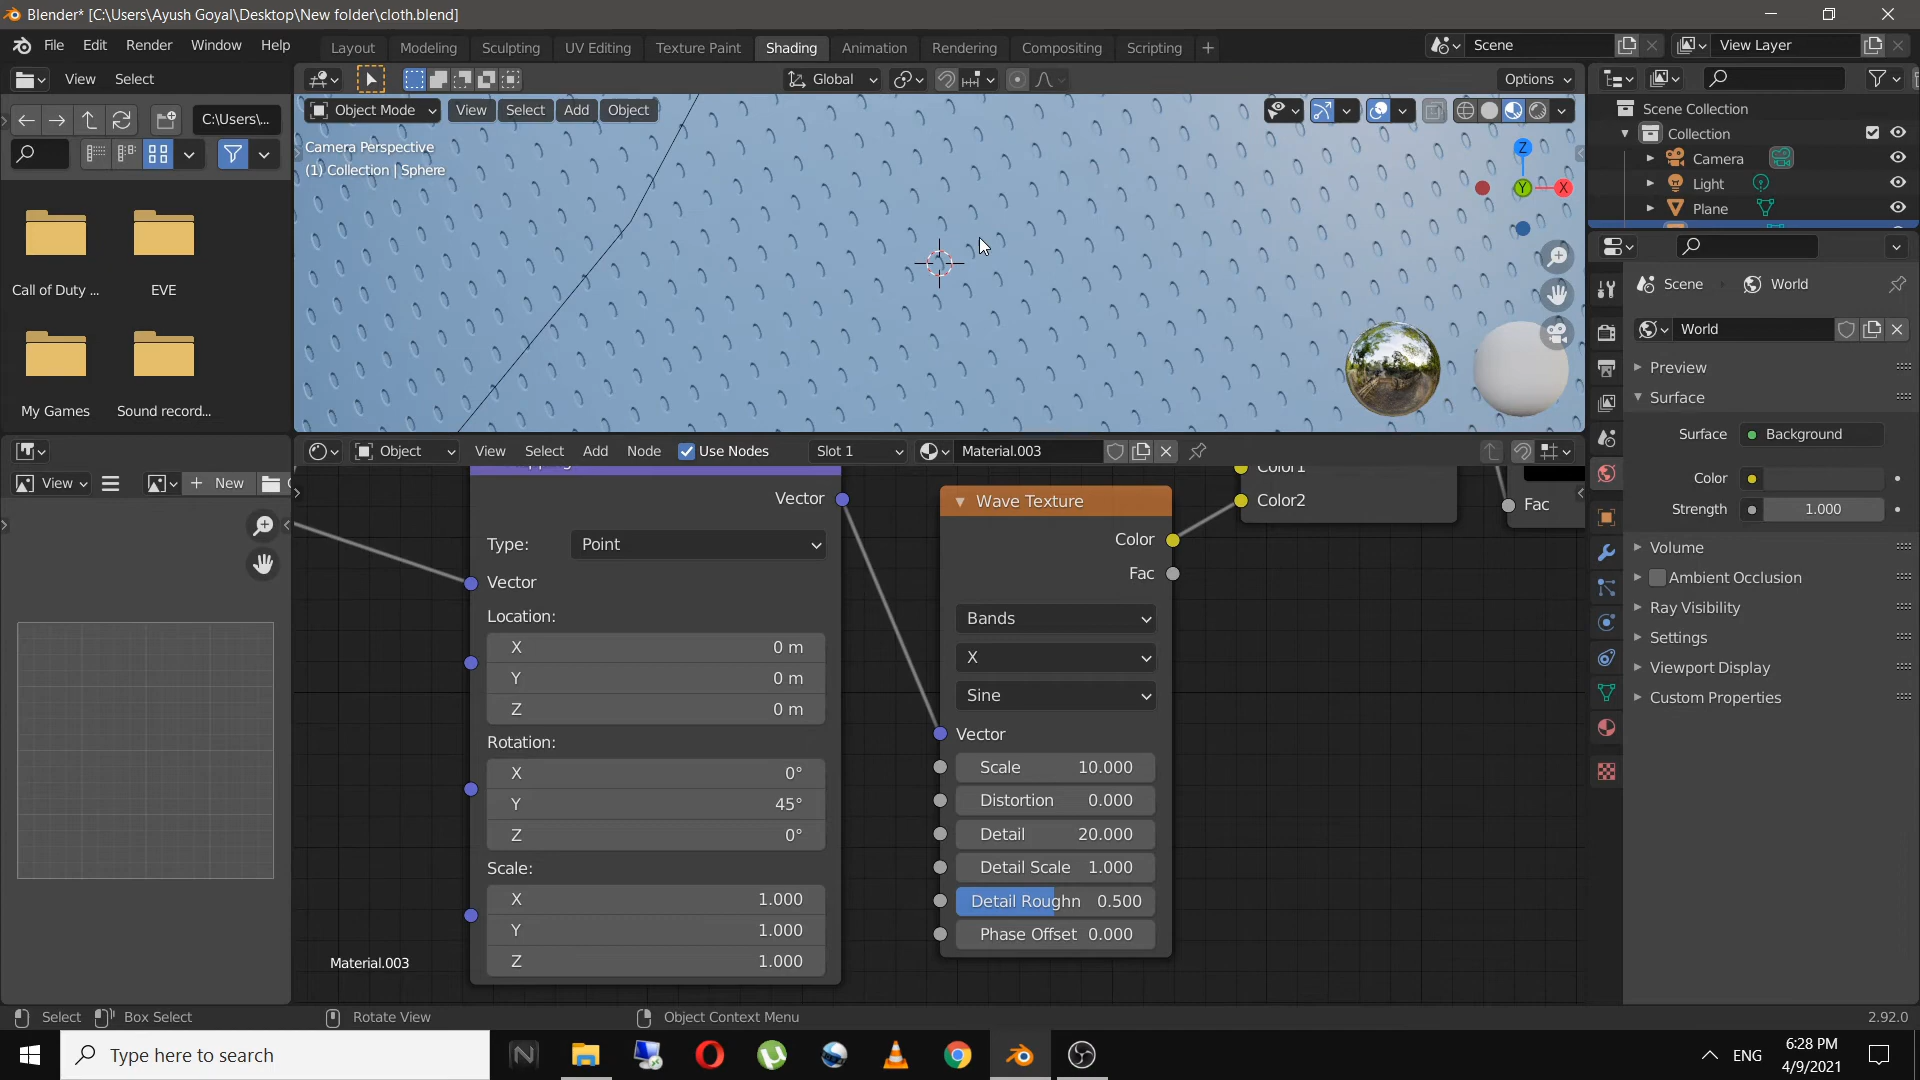 Blender* [C:\Users\Ayush Goyal\Desktop\New folder\cloth.blend]
File Edit Render Window Help
Layout Modeling Sculpting UV Editing Texture Paint Shading Animation Rendering Compositing Scripting +
Scene
View Layer
View Select
Global
Options
Object Mode View Select Add Object
C:\Users\...
Camera Perspective
(1) Collection | Sphere
Z
Y
X
Call of Duty ...
EVE
My Games
Sound record...
Scene Collection
Collection
Camera
Light
Plane
Scene
World
World
Preview
Surface
Surface Background
Color
Strength 1.000
Volume
Ambient Occlusion
Ray Visibility
Settings
Viewport Display
Custom Properties
Object View Select Add Node Use Nodes Slot 1 Material.003
View
New
Vector
Type: Point
Vector
Location:
X 0 m
Y 0 m
Z 0 m
Rotation:
X 0°
Y 45°
Z 0°
Scale:
X 1.000
Y 1.000
Z 1.000
Wave Texture
Color
Fac
Bands
X
Sine
Vector
Scale 10.000
Distortion 0.000
Detail 20.000
Detail Scale 1.000
Detail Roughn 0.500
Phase Offset 0.000
Color1
Color2
Fac
Material.003
Select Box Select Rotate View Object Context Menu 2.92.0
Type here to search
ENG
6:28 PM
4/9/2021